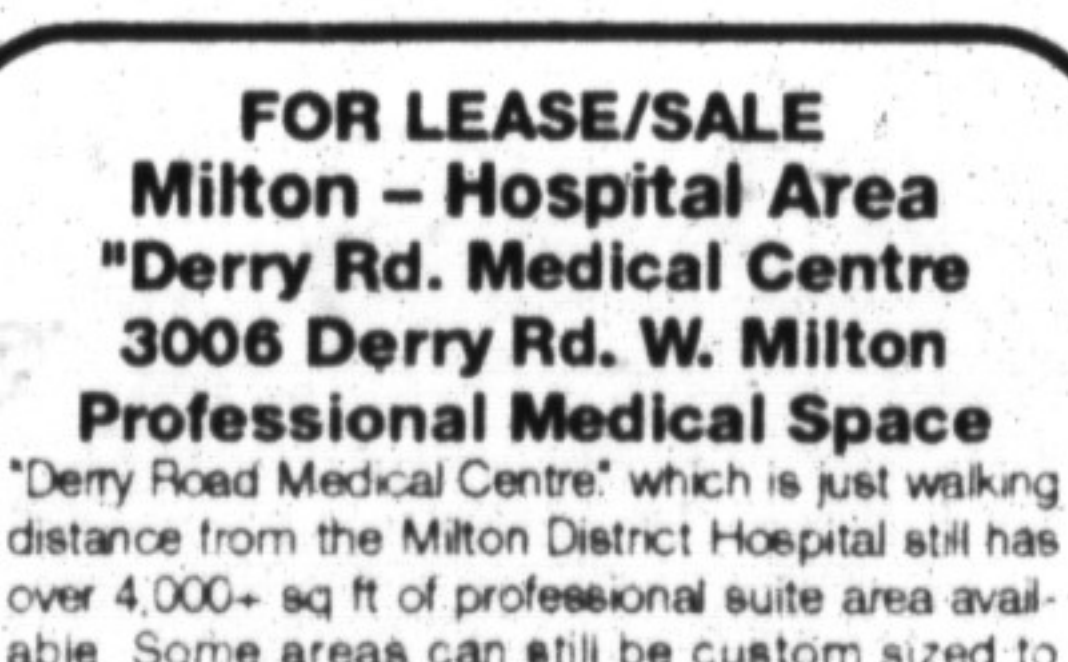 FOR LEASE/SALE
Milton – Hospital Area
"Derry Rd. Medical Centre
3006 Derry Rd. W. Milton
Professional Medical Space
"Derry Road Medical Centre." which is just walking
distance from the Milton District Hospital still has
over 4,000+ sq ft of professional suite area avail-
able. Some areas can still be custom sized to